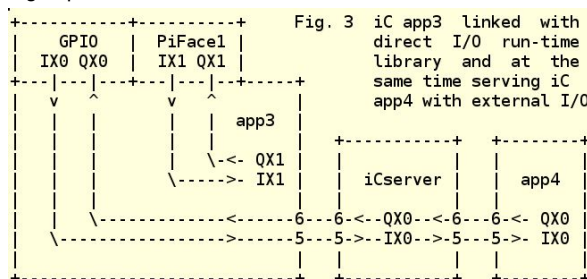 +-----------+----------+     Fig. 3  iC app3  linked  with
|    GPIO   |  PiFace1 |             direct  I/O  run-time
|  IX0 QX0  |  IX1 QX1 |             library  and  at  the
+---|---|---+---|---|--+-----+       same time serving iC
|   v   ^       v   ^        |       app4 with external I/O
|   |   |       |   |  app3  |
|   |   |       |   |        |   +-----------+   +--------+
|   |   |       |   \-<- QX1 |   |           |   |        |
|   |   |       \----->- IX1 |   |  iCserver |   |  app4  |
|   |   |                    |   |           |   |        |
|   |   \--------------<-----6---6-<--QX0--<-6---6-<- QX0 |
|   \------------------>-----5---5->--IX0-->-5---5->- IX0 |
|                            |   |           |   |        |
+----------------------------+   +-----------+   +--------+